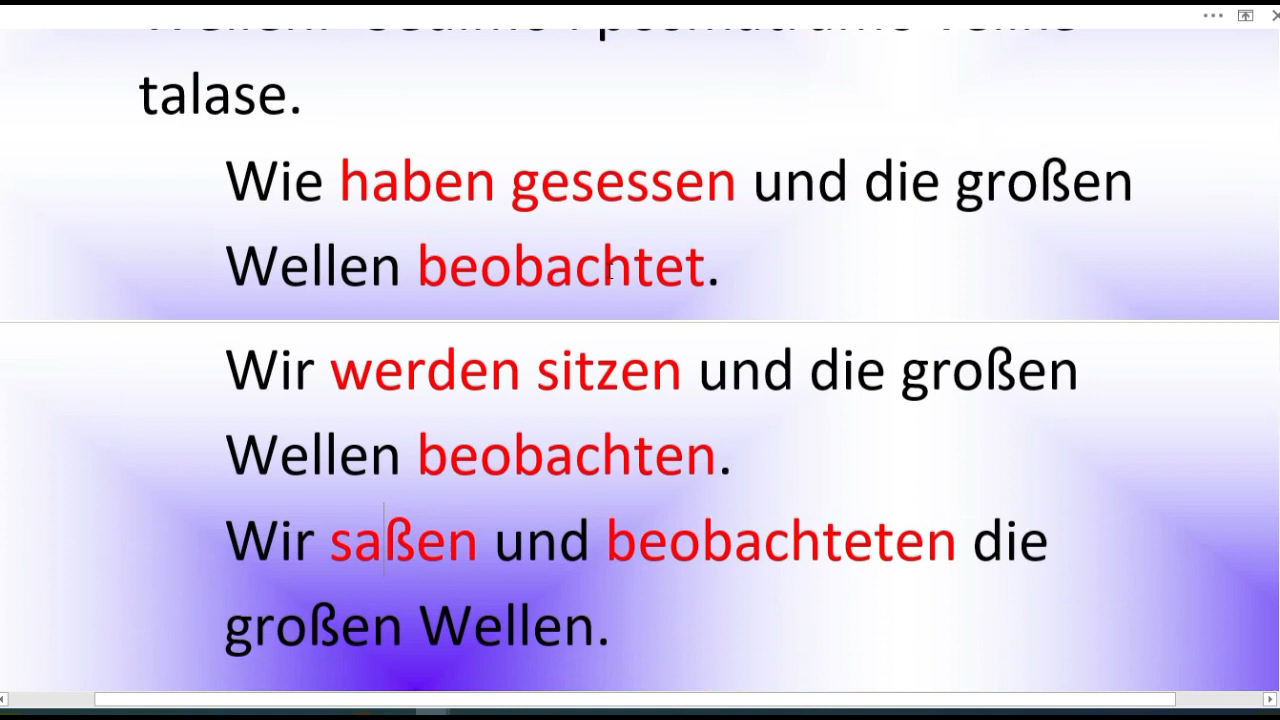 talase.
Wie haben gesessen und die großen
Wellen beobachtet.
Wir werden sitzen und die großen
Wellen beobachten.
Wir saßen und beobachteten die
großen Wellen.